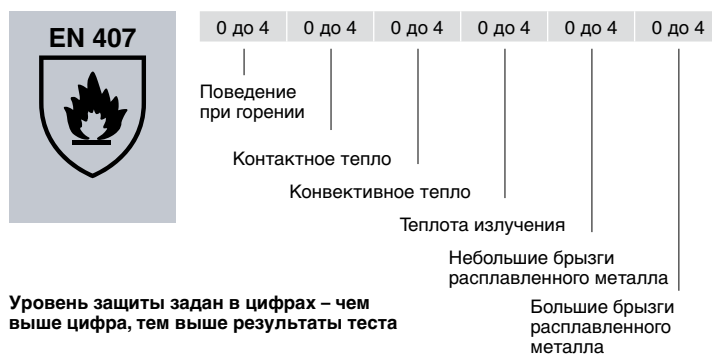 EN 407
0 до 4 0 до 4 0 до 4 0 до 4 0 до 4 0 до 4
Поведение
при горении
Контактное тепло
Конвективное тепло
Теплота излучения
Небольшие брызги
расплавленного металла
Большие брызги
расплавленного
металла
Уровень защиты задан в цифрах – чем
выше цифра, тем выше результаты теста